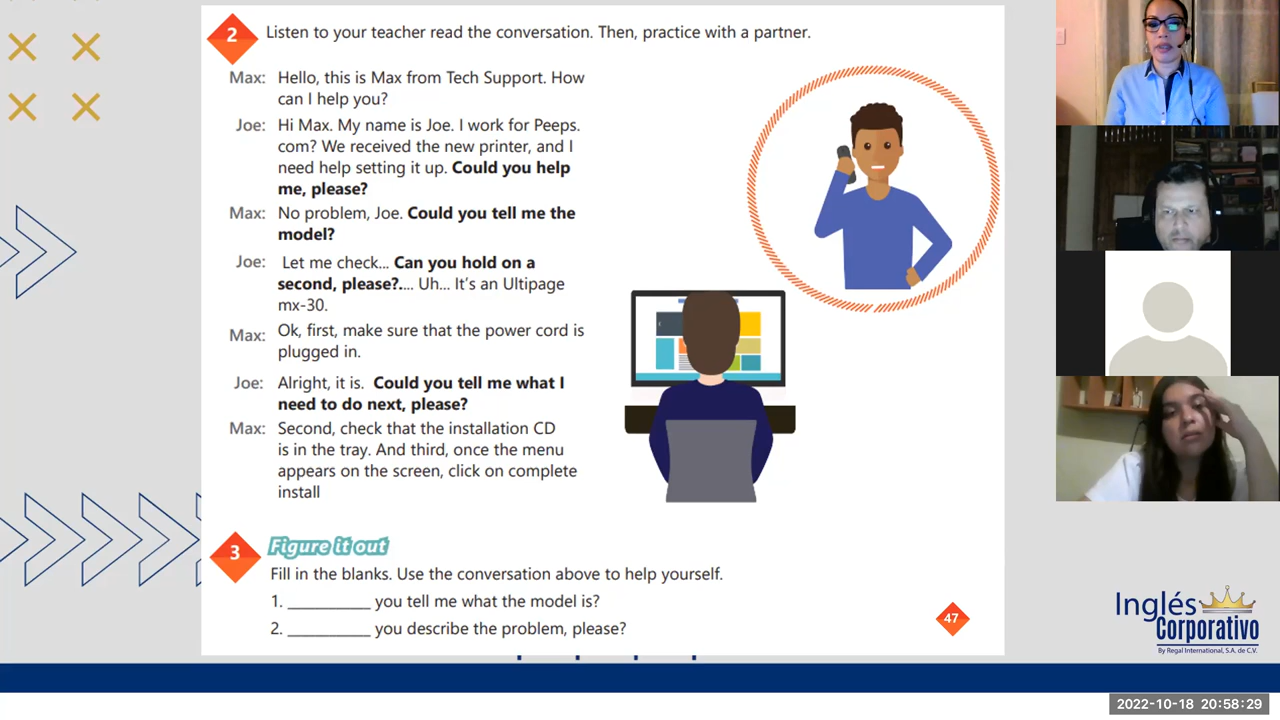 2 Listen to your teacher read the conversation. Then, practice with a partner.
Max: Hello, this is Max from Tech Support. How
can I help you?
Joe: Hi Max. My name is Joe. I work for Peeps.
com? We received the new printer, and I
need help setting it up. Could you help
me, please?
Max: No problem, Joe. Could you tell me the
model?
Joe: Let me check... Can you hold on a
second, please?.... Uh... It's an Ultipage
mx-30.
Max: Ok, first, make sure that the power cord is
plugged in.
Joe: Alright, it is. Could you tell me what I
need to do next, please?
Max: Second, check that the installation CD
is in the tray. And third, once the menu
appears on the screen, click on complete
install
3 Figure it out
Fill in the blanks. Use the conversation above to help yourself.
1. __________ you tell me what the model is?
2. __________ you describe the problem, please?
47
Inglés
Corporativo
By Regal International, S.A. de C.V.
2022-10-18 20:58:29